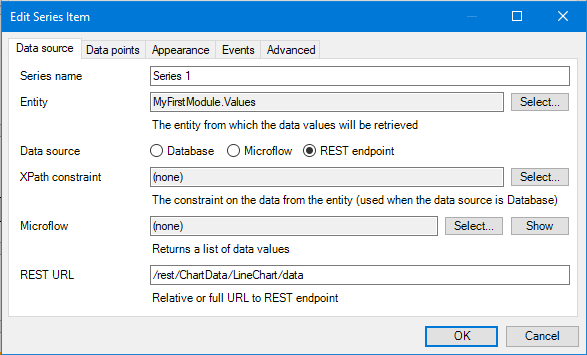 Edit Series Item
Data source Data points Appearance Events Advanced
Series name Series 1
Entity MyFirstModule.Values Select...
The entity from which the data values will be retrieved
Data source Database Microflow REST endpoint
XPath constraint (none) Select...
The constraint on the data from the entity (used when the data source is Database)
Microflow (none) Select... Show
Returns a list of data values
REST URL /rest/ChartData/LineChart/data
Relative or full URL to REST endpoint
OK Cancel